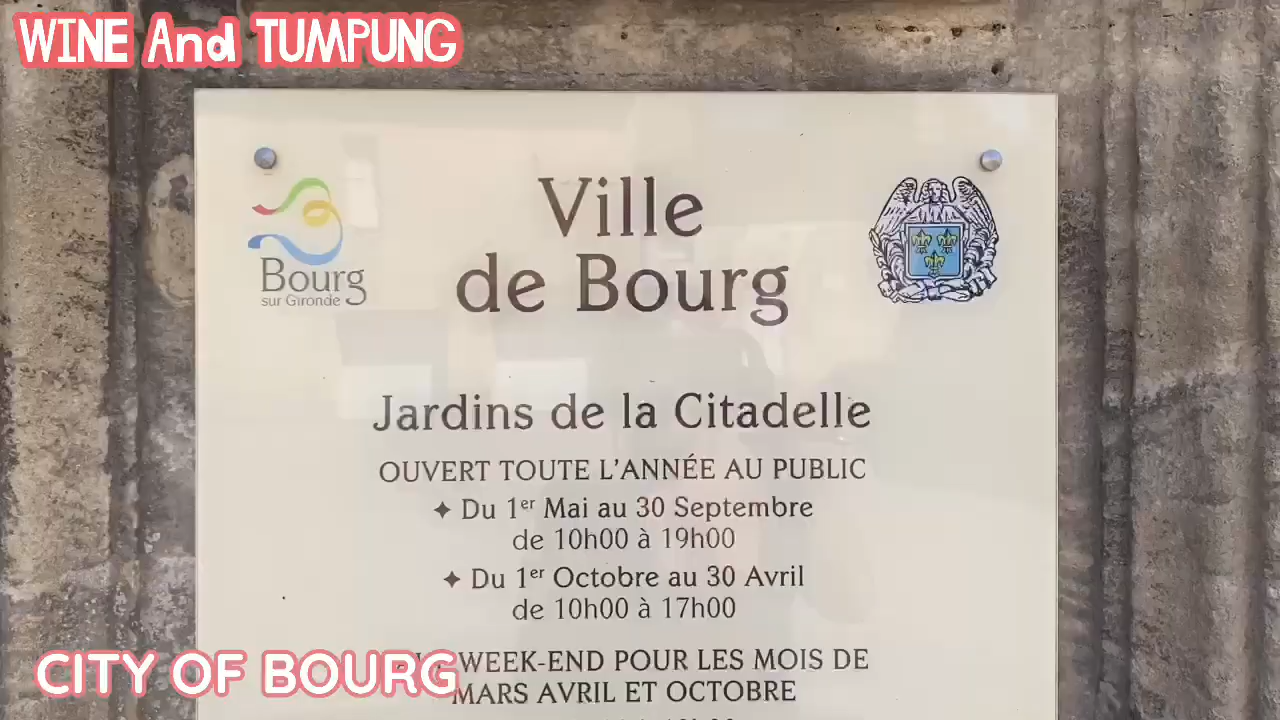 WINE And TUMPUNG
Ville
de Bourg
Bourg
sur Gironde
Jardins de la Citadelle
OUVERT TOUTE L'ANNÉE AU PUBLIC
✦ Du 1er Mai au 30 Septembre
de 10h00 à 19h00
✦ Du 1er Octobre au 30 Avril
de 10h00 à 17h00
WEEK-END POUR LES MOIS DE
MARS AVRIL ET OCTOBRE
CITY OF BOURG